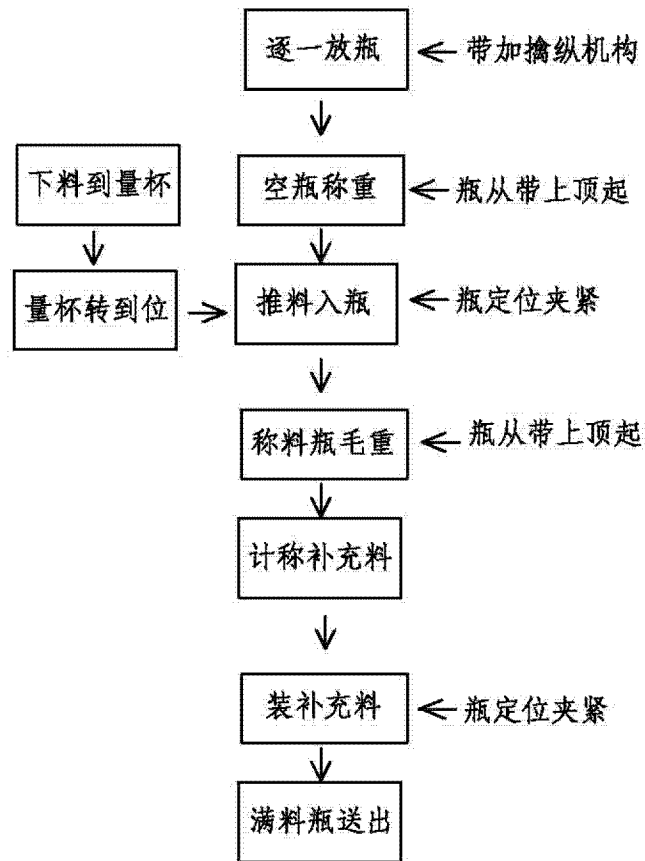 逐一放瓶
带加擒纵机构
下料到量杯
空瓶称重
瓶从带上顶起
量杯转到位
推料入瓶
瓶定位夹紧
称料瓶毛重
瓶从带上顶起
计称补充料
装补充料
瓶定位夹紧
满料瓶送出